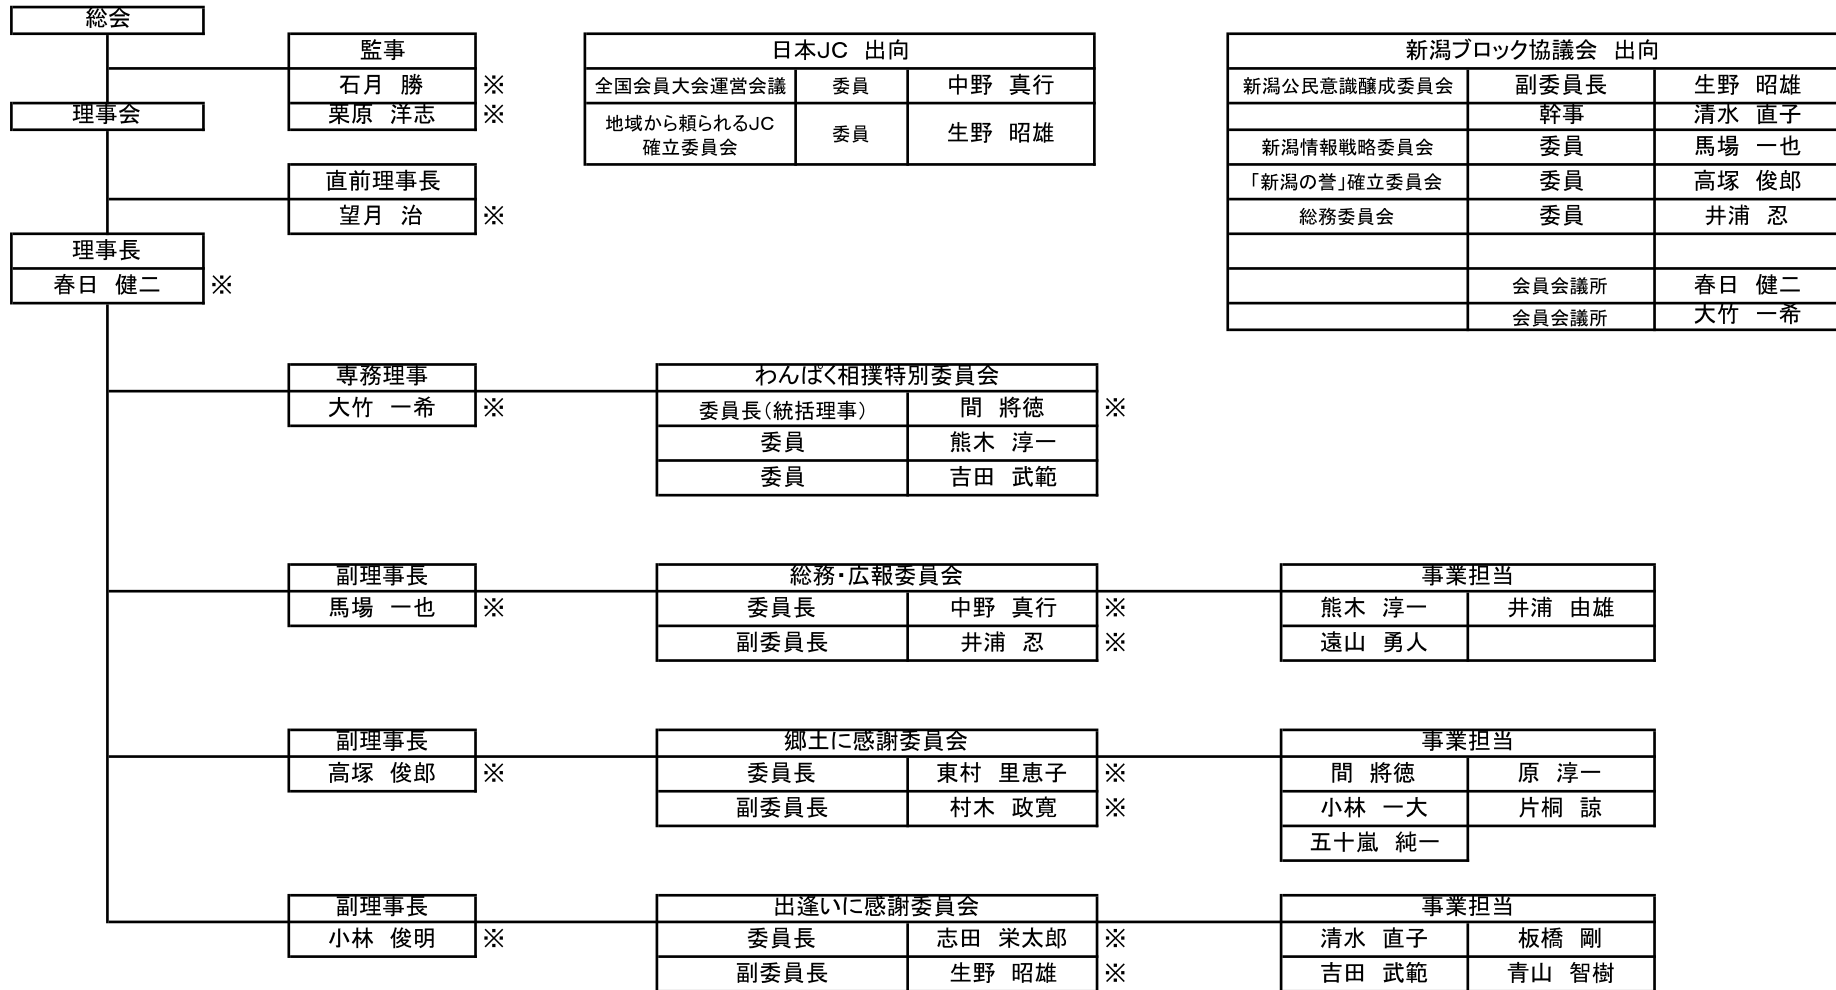 総会
監事
石月 勝 ※
栗原 洋志 ※
理事会
直前理事長
望月 治 ※
理事長
春日 健二 ※
日本JC 出向
全国会員大会運営会議 委員 中野 真行
地域から頼られるJC
確立委員会 委員 生野 昭雄
新潟ブロック協議会 出向
新潟公民意識醸成委員会 副委員長 生野 昭雄
幹事 清水 直子
新潟情報戦略委員会 委員 馬場 一也
「新潟の誉」確立委員会 委員 高塚 俊郎
総務委員会 委員 井浦 忍
会員会議所 春日 健二
会員会議所 大竹 一希
専務理事
大竹 一希 ※
わんぱく相撲特別委員会
委員長(統括理事) 間 將徳 ※
委員 熊木 淳一
委員 吉田 武範
副理事長
馬場 一也 ※
総務・広報委員会
委員長 中野 真行 ※
副委員長 井浦 忍 ※
事業担当
熊木 淳一 井浦 由雄
遠山 勇人
副理事長
高塚 俊郎 ※
郷土に感謝委員会
委員長 東村 里恵子 ※
副委員長 村木 政寛 ※
事業担当
間 將徳 原 淳一
小林 一大 片桐 諒
五十嵐 純一
副理事長
小林 俊明 ※
出逢いに感謝委員会
委員長 志田 栄太郎 ※
副委員長 生野 昭雄 ※
事業担当
清水 直子 板橋 剛
吉田 武範 青山 智樹